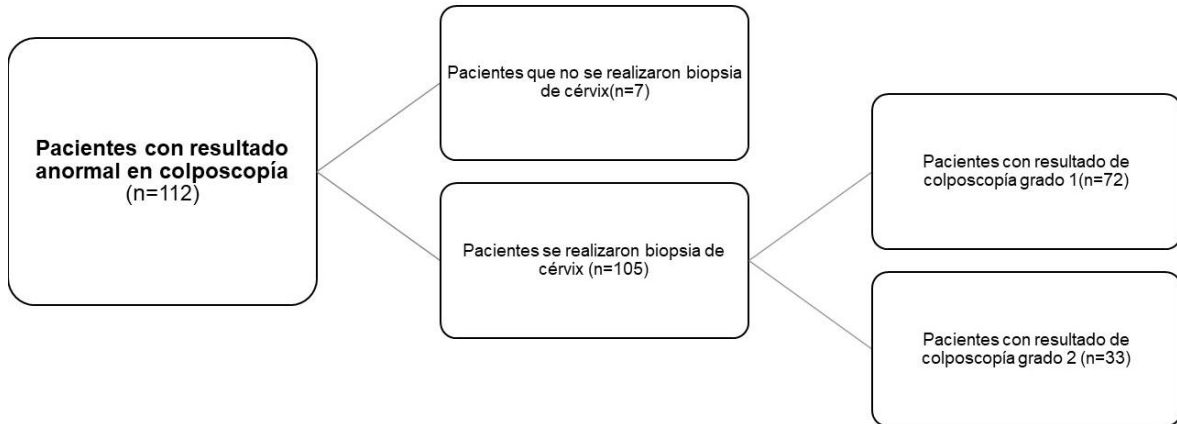 Pacientes con resultado
anormal en colposcopía
(n=112)
Pacientes que no se realizaron biopsia
de cérvix(n=7)
Pacientes se realizaron biopsia de
cérvix (n=105)
Pacientes con resultado de
colposcopía grado 1(n=72)
Pacientes con resultado de
colposcopía grado 2 (n=33)